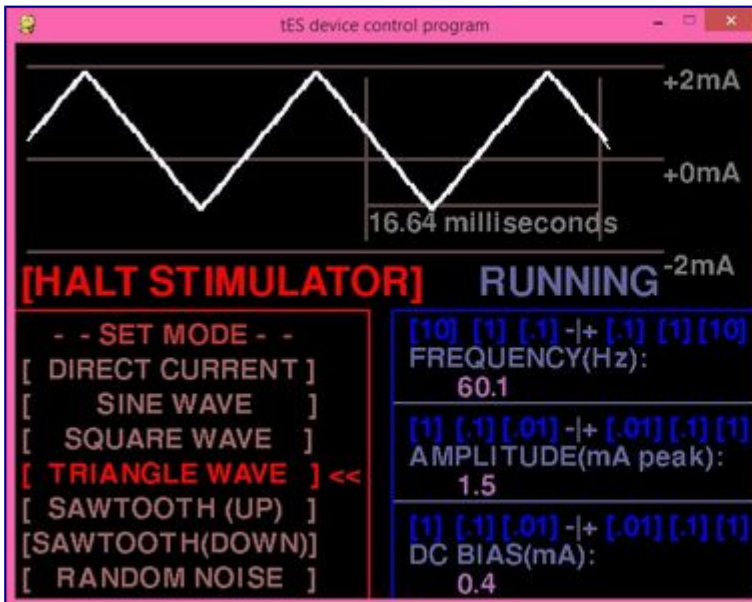 tES device control program
+2mA
+0mA
16.64 milliseconds
-2mA
[HALT STIMULATOR] RUNNING
- - SET MODE - -
[ DIRECT CURRENT ]
[ SINE WAVE ]
[ SQUARE WAVE ]
[ TRIANGLE WAVE ] <<
[ SAWTOOTH (UP) ]
[SAWTOOTH(DOWN)]
[ RANDOM NOISE ]
[10] [1] [.1] -|+ [.1] [1] [10]
FREQUENCY(Hz):
60.1
[1] [.1] [.01] -|+ [.01] [.1] [1]
AMPLITUDE(mA peak):
1.5
[1] [.1] [.01] -|+ [.01] [.1] [1]
DC BIAS(mA):
0.4